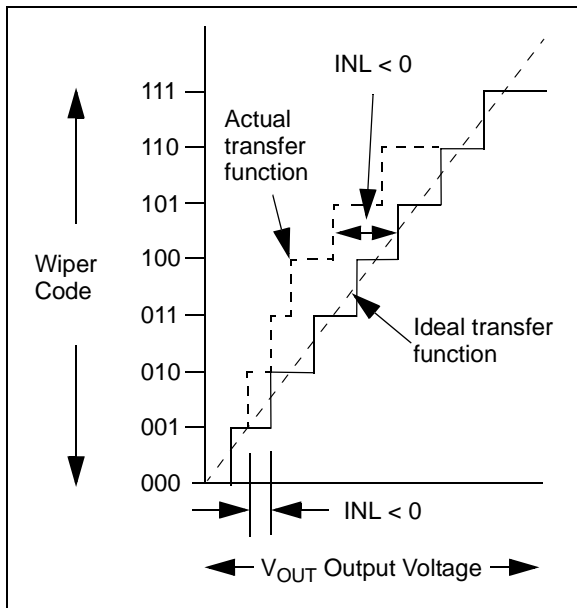 INL < 0
111
Actual
transfer
function
110
101
100
Wiper
Code
011
Ideal transfer
function
010
001
000
INL < 0
VOUT Output Voltage